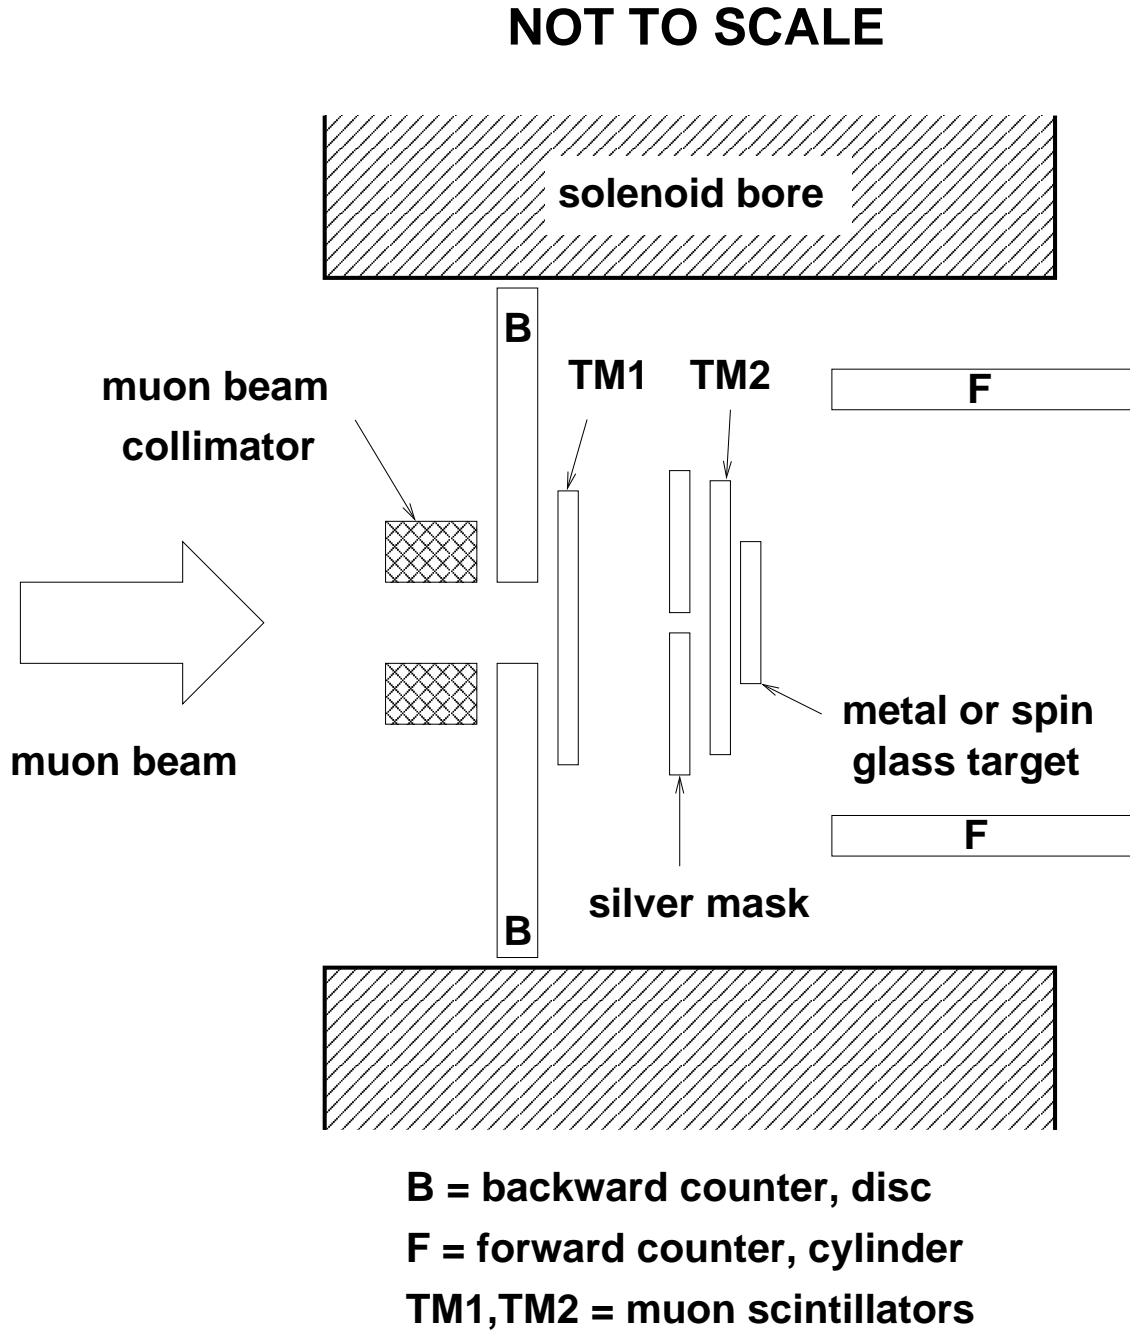 NOT TO SCALE
solenoid bore
B
TM1
TM2
F
muon beam
collimator
muon beam
metal or spin
glass target
F
silver mask
B
B = backward counter, disc
F = forward counter, cylinder
TM1,TM2 = muon scintillators